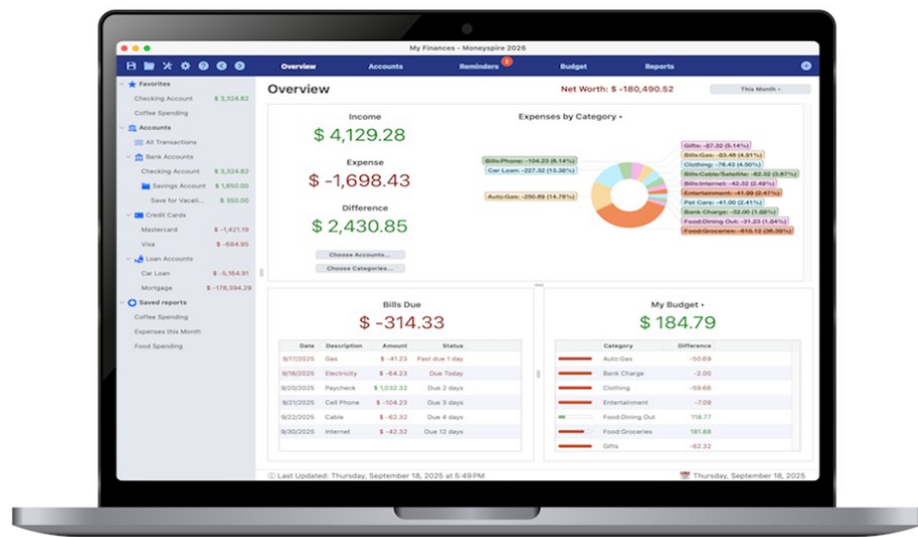 My Finances - Moneyspire 2026
Overview
Accounts
Reminders
Budget
Reports
Favorites
Checking Account $ 3,324.82
Coffee Spending
Accounts
All Transactions
Bank Accounts
Checking Account $ 3,324.82
Savings Account $ 1,850.00
Save for Vacati... $ 350.00
Credit Cards
Mastercard $ -1,421.19
Visa $ -684.95
Loan Accounts
Car Loan $ -5,164.91
Mortgage $ -178,394.29
Saved reports
Coffee Spending
Expenses this Month
Food Spending
Overview
Net Worth: $ -180,490.52
This Month
Income
$ 4,129.28
Expense
$ -1,698.43
Difference
$ 2,430.85
Choose Accounts...
Choose Categories...
Expenses by Category
Bills:Phone: -104.23 (6.14%)
Car Loan: -227.32 (13.38%)
Auto:Gas: -250.89 (14.78%)
Gifts: -87.32 (5.14%)
Bills:Gas: -83.46 (4.91%)
Clothing: -76.43 (4.50%)
Bills:Cable/Satellite: -62.32 (3.67%)
Bills:Internet: -42.32 (2.49%)
Entertainment: -41.99 (2.47%)
Pet Care: -41.00 (2.41%)
Bank Charge: -32.00 (1.88%)
Food:Dining Out: -31.23 (1.84%)
Food:Groceries: -618.12 (36.39%)
Bills Due
$ -314.33
Date Description Amount Status
9/17/2025 Gas $ -41.23 Past due 1 day
9/18/2025 Electricity $ -64.23 Due Today
9/20/2025 Paycheck $ 1,032.32 Due 2 days
9/21/2025 Cell Phone $ -104.23 Due 3 days
9/22/2025 Cable $ -62.32 Due 4 days
9/30/2025 Internet $ -42.32 Due 12 days
My Budget
$ 184.79
Category Difference
Auto:Gas -50.89
Bank Charge -2.00
Clothing -59.66
Entertainment -7.09
Food:Dining Out 118.77
Food:Groceries 181.88
Gifts -62.32
Last Updated: Thursday, September 18, 2025 at 5:49 PM
Thursday, September 18, 2025